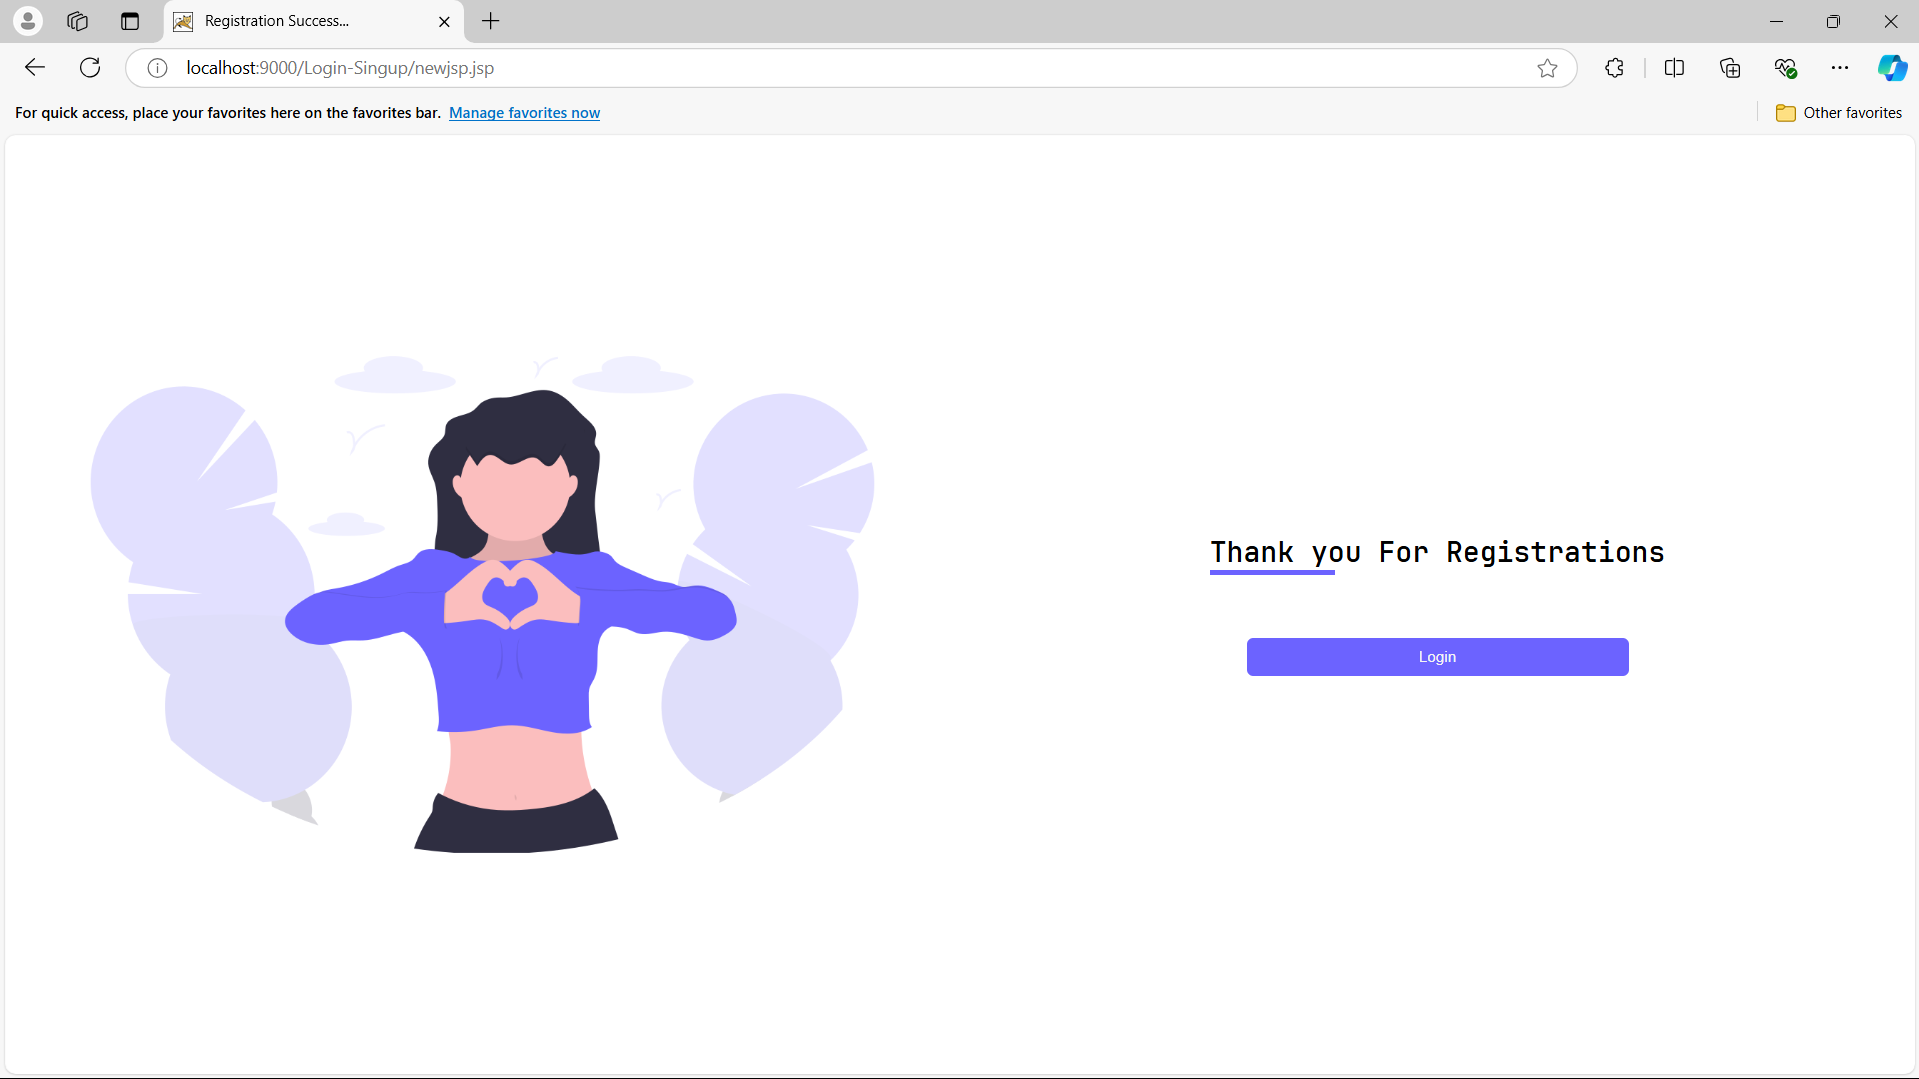 Registration Success...
localhost:9000/Login-Singup/newjsp.jsp
For quick access, place your favorites here on the favorites bar. Manage favorites now
Other favorites
Thank you For Registrations
Login